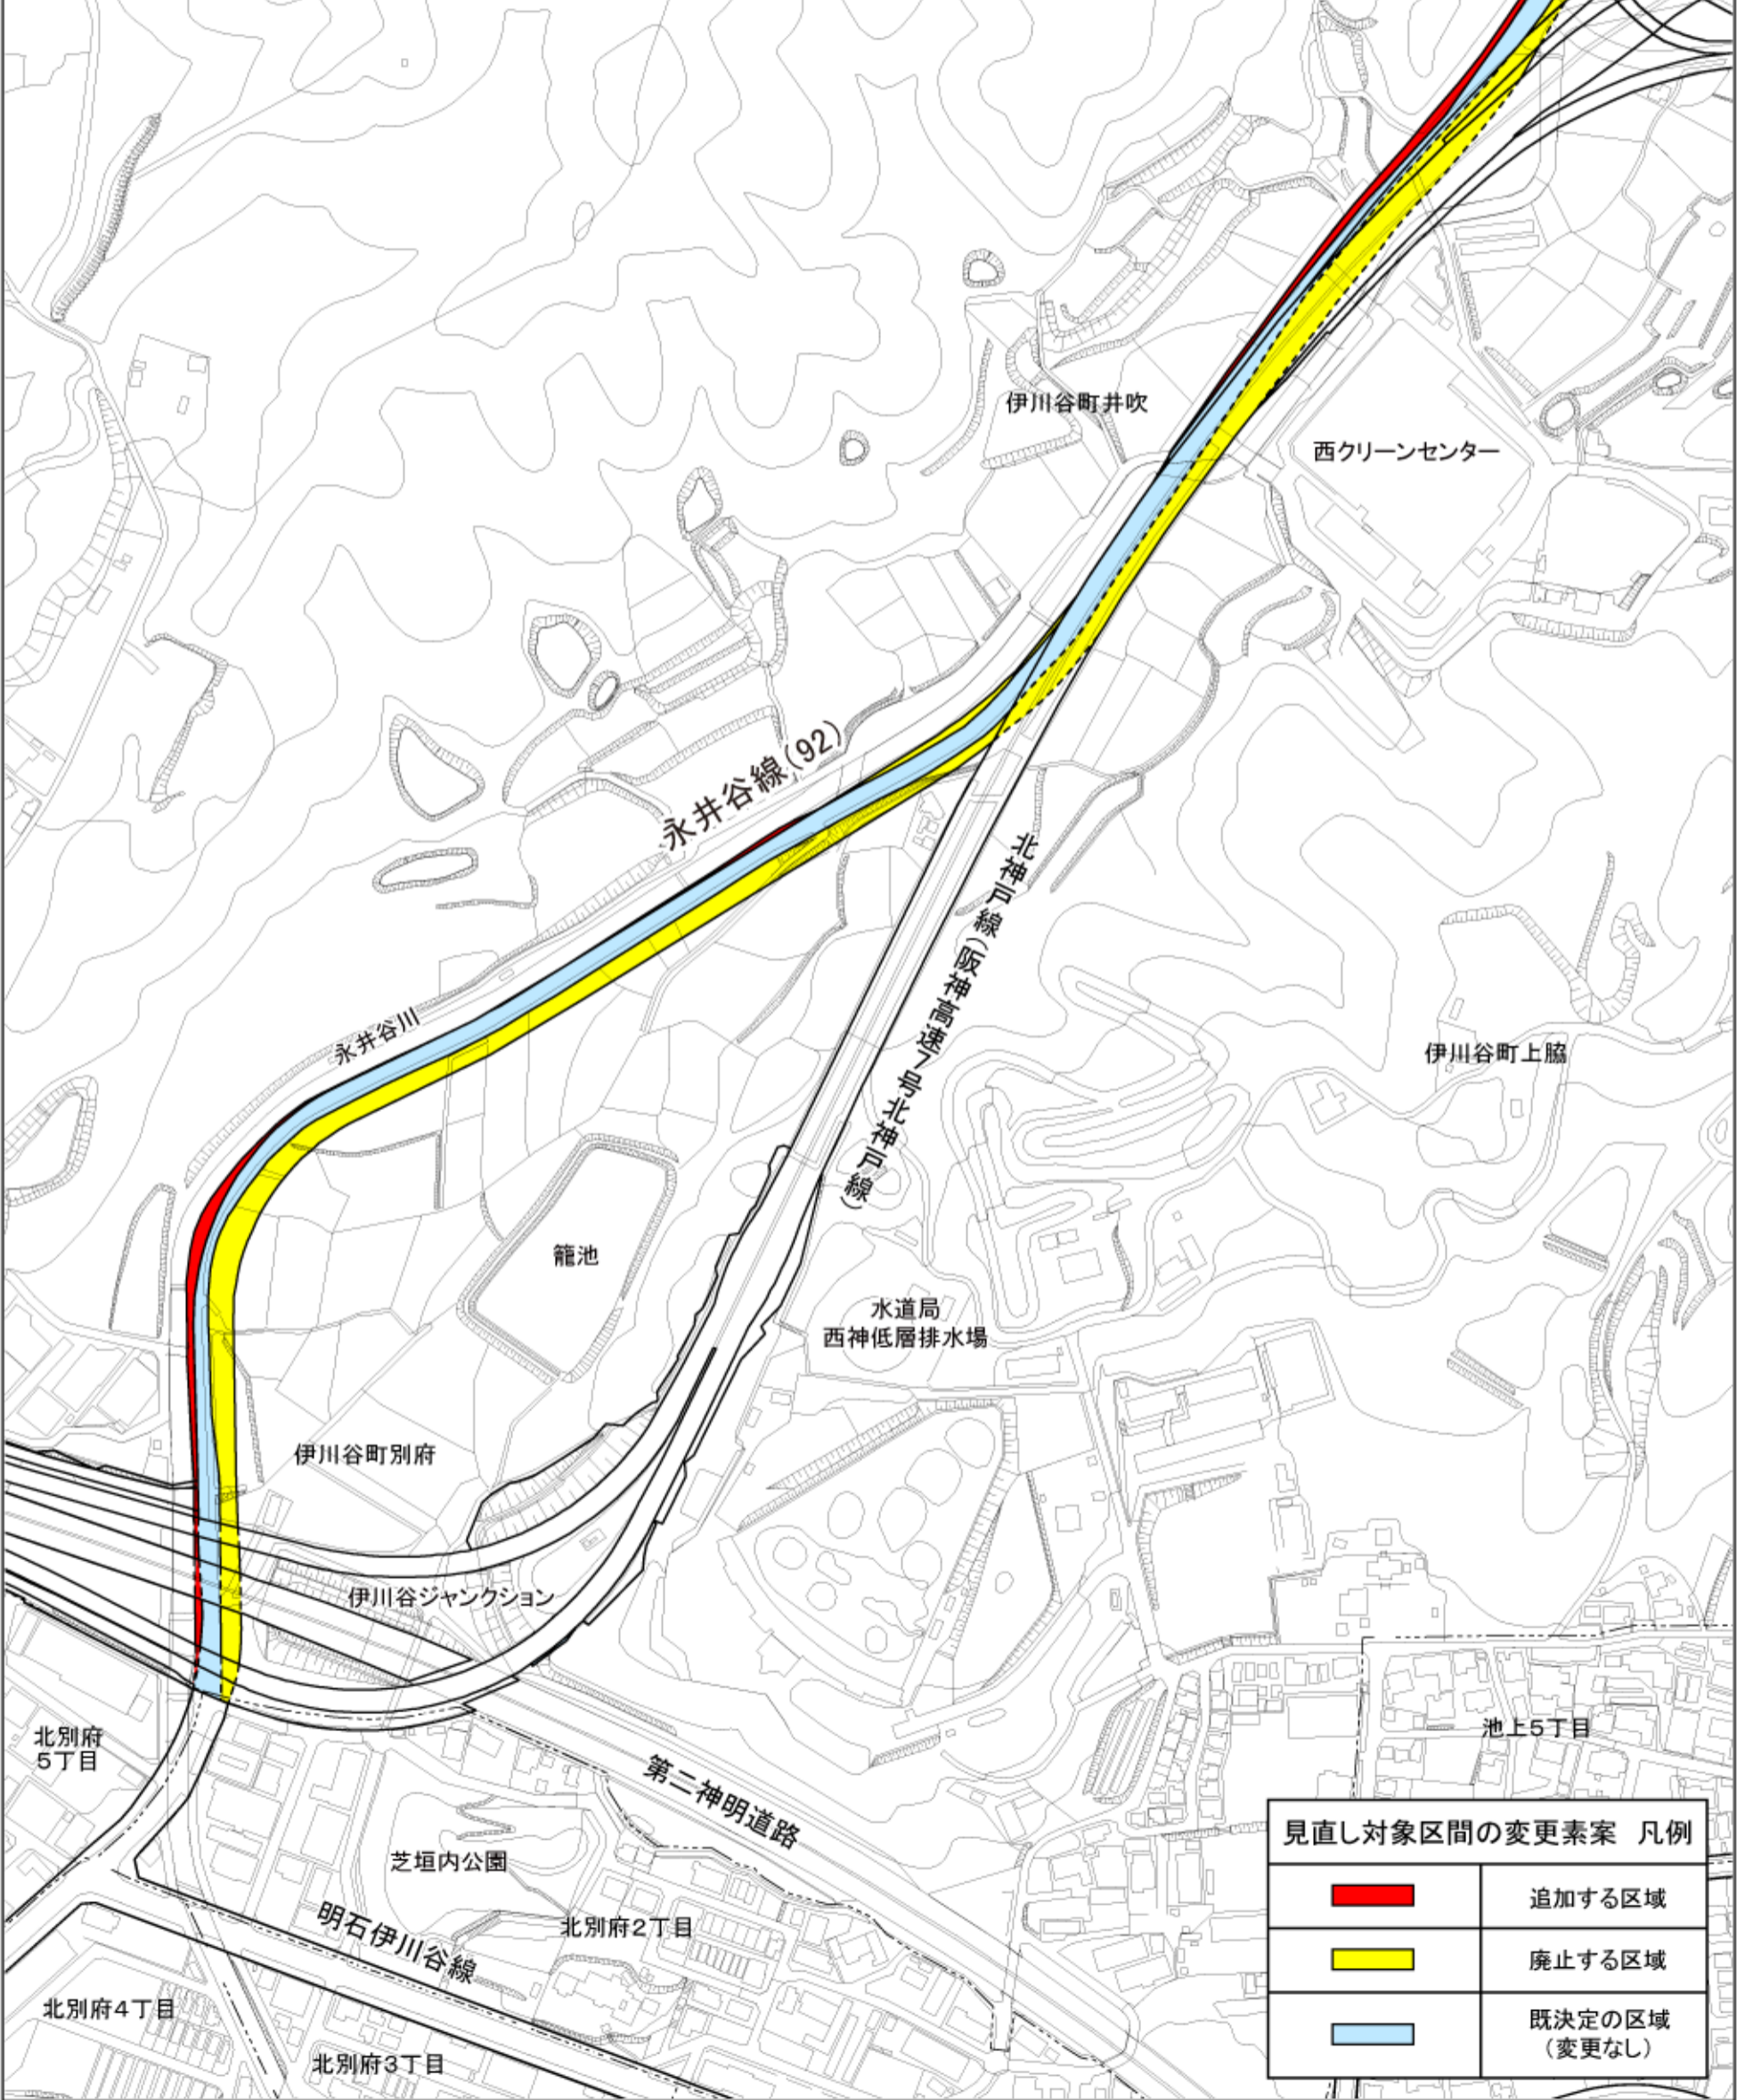 伊川谷町井吹
西クリーンセンター
永井谷線(92)
北神戸線(阪神高速7号北神戸線)
永井谷川
伊川谷町上脇
籠池
水道局
西神低層排水場
伊川谷町別府
伊川谷ジャンクション
北別府
5丁目
池上5丁目
第二神明道路
芝垣内公園
明石伊川谷線
北別府2丁目
北別府4丁目
北別府3丁目
見直し対象区間の変更素案 凡例
追加する区域
廃止する区域
既決定の区域
(変更なし)